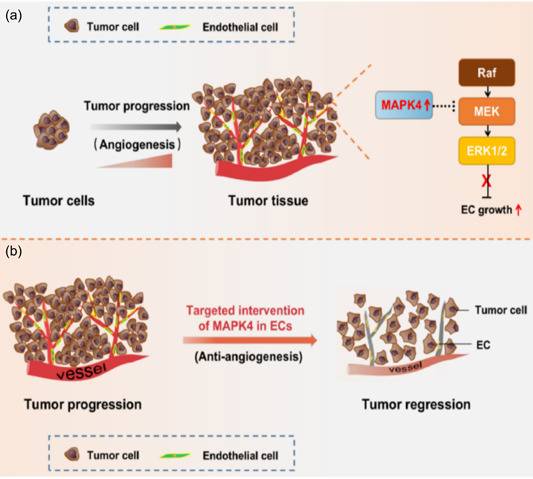 (a)
Tumor cell
Endothelial cell
Tumor progression
(Angiogenesis)
Tumor cells
Tumor tissue
MAPK4
Raf
MEK
ERK1/2
X
EC growth
(b)
vessel
Tumor progression
Targeted intervention
of MAPK4 in ECs
(Anti-angiogenesis)
Tumor cell
EC
vessel
Tumor regression
Tumor cell
Endothelial cell